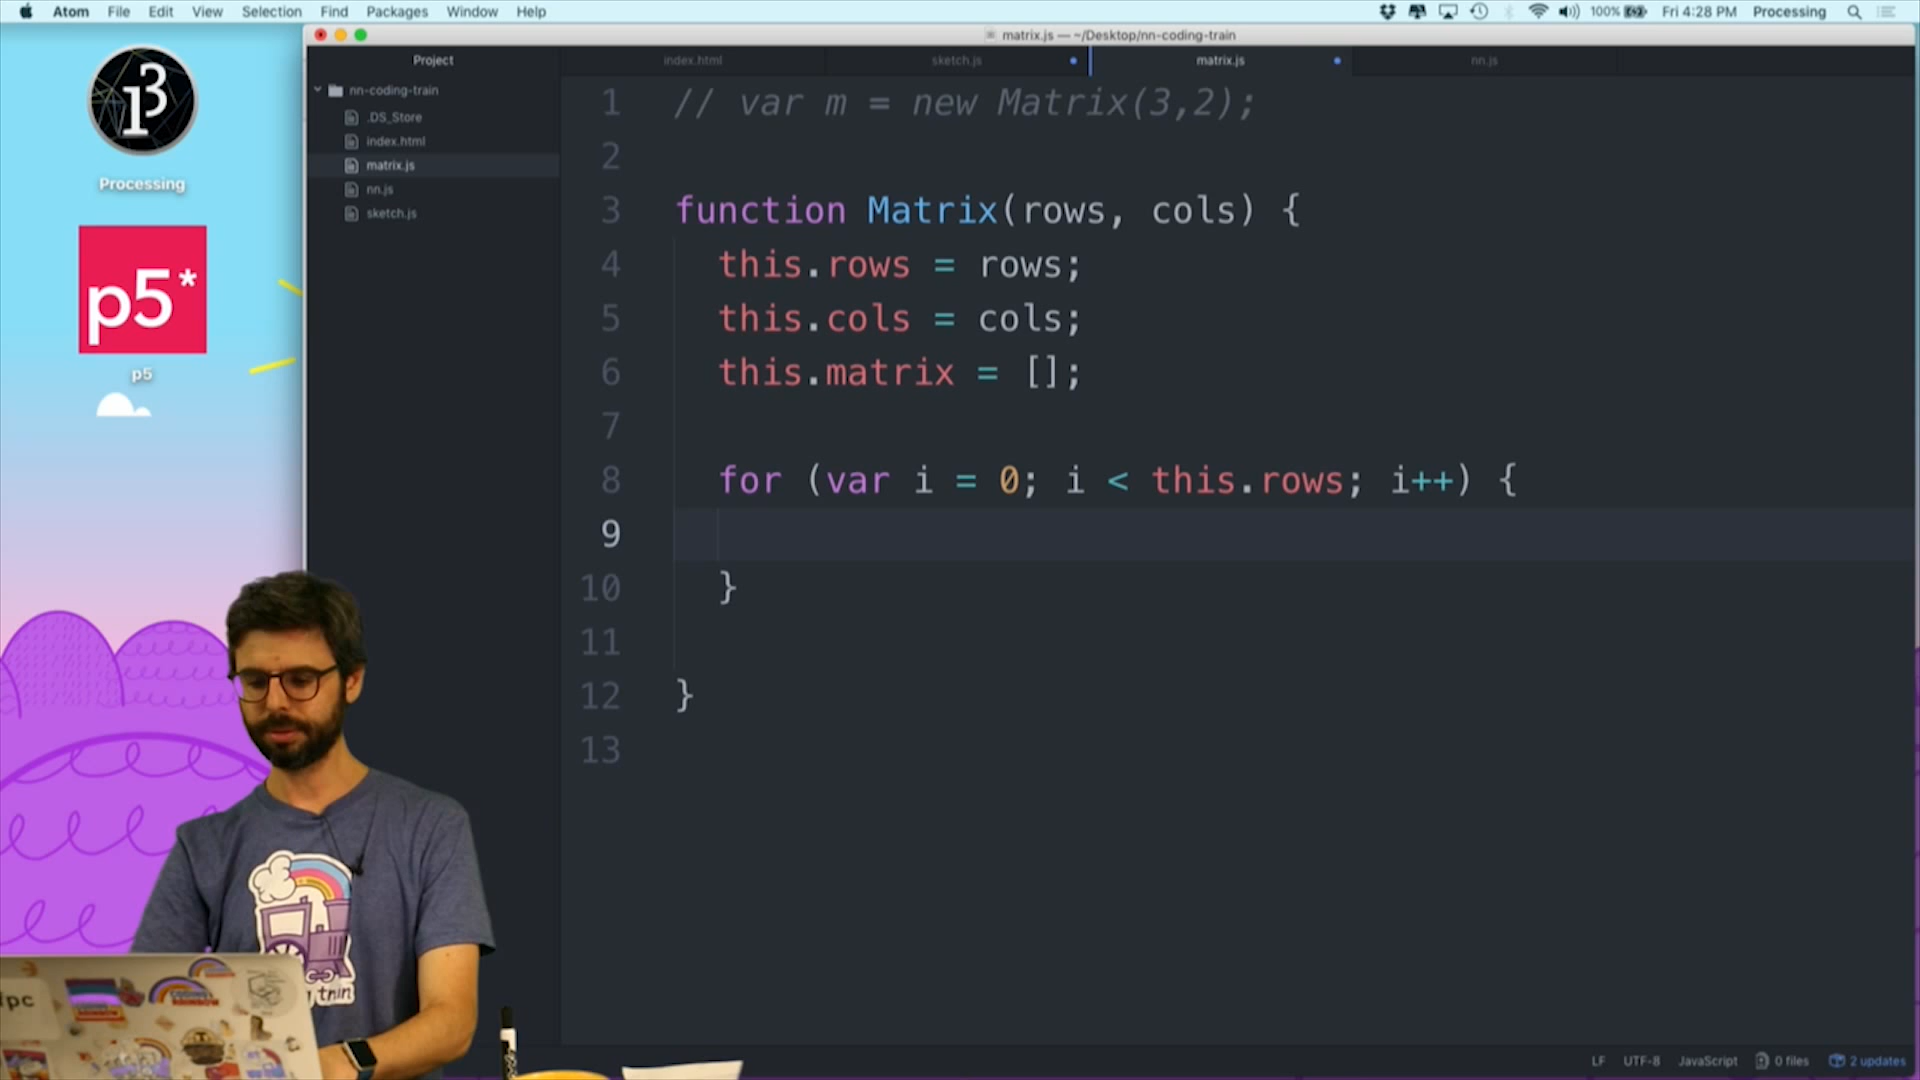 Atom File Edit View Selection Find Packages Window Help
100% Fri 4:28 PM Processing
matrix.js — ~/Desktop/nn-coding-train
Project
index.html sketch.js matrix.js nn.js
nn-coding-train
.DS_Store
index.html
matrix.js
nn.js
sketch.js
13
Processing
p5*
p5
1 // var m = new Matrix(3,2);
2
3 function Matrix(rows, cols) {
4 this.rows = rows;
5 this.cols = cols;
6 this.matrix = [];
7
8 for (var i = 0; i < this.rows; i++) {
9
10 }
11
12 }
13
CODING
RAINBOW
LF UTF-8 JavaScript 0 files 2 updates